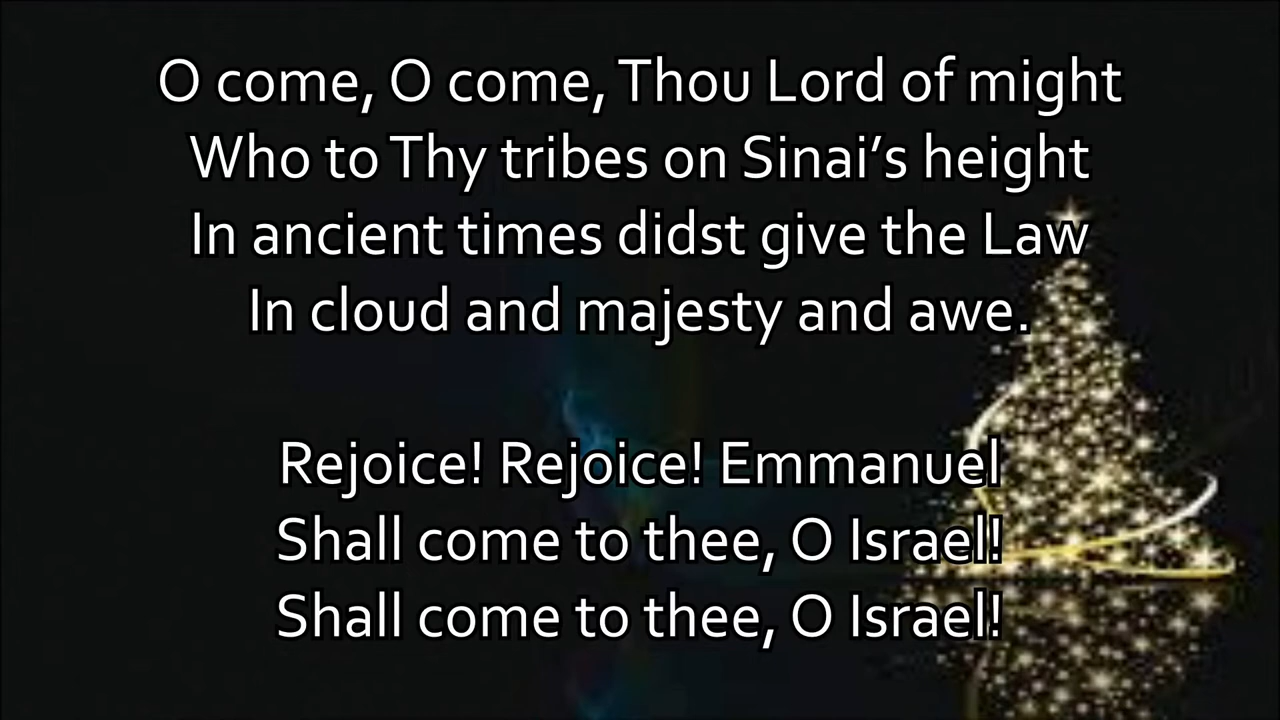 O come, O come, Thou Lord of might
Who to Thy tribes on Sinai’s height
In ancient times didst give the Law
In cloud and majesty and awe.
Rejoice! Rejoice! Emmanuel
Shall come to thee, O Israel!
Shall come to thee, O Israel!